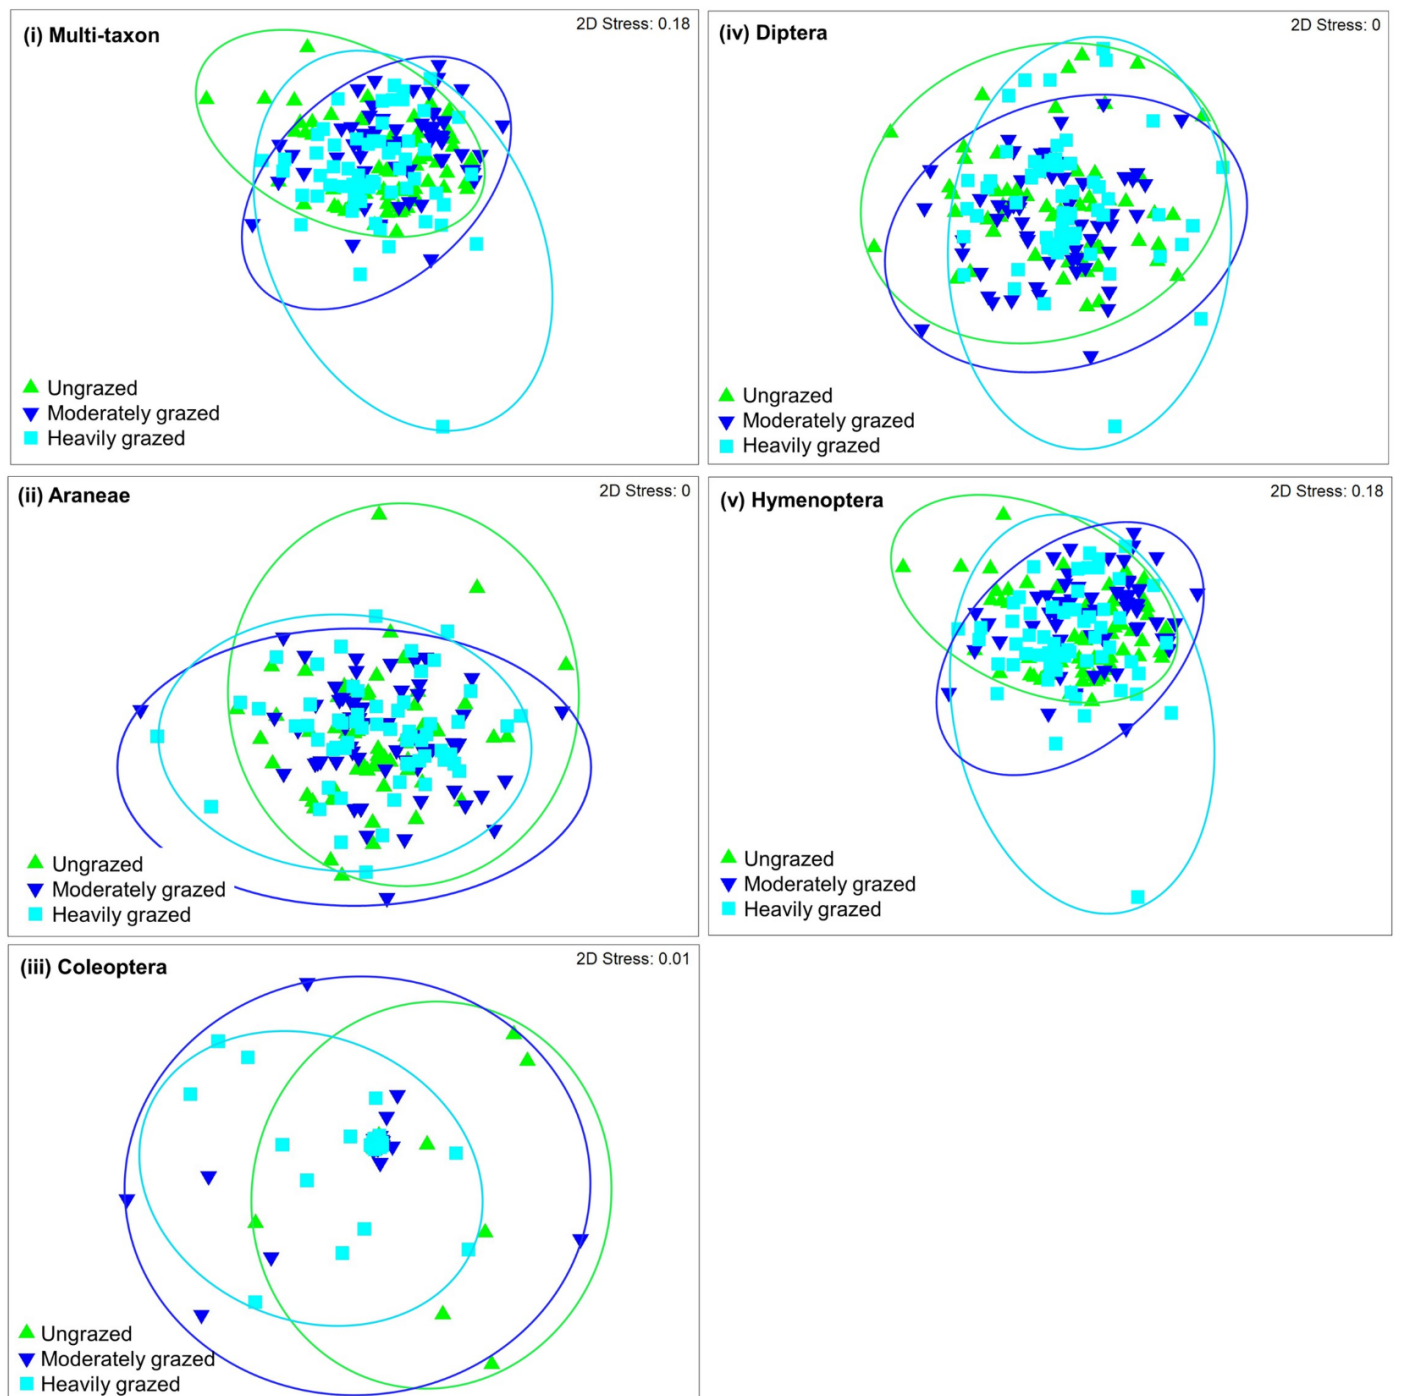 (i) Multi-taxon
2D Stress: 0.18
Ungrazed
Moderately grazed
Heavily grazed
(iv) Diptera
2D Stress: 0
Ungrazed
Moderately grazed
Heavily grazed
(ii) Araneae
2D Stress: 0
Ungrazed
Moderately grazed
Heavily grazed
(v) Hymenoptera
2D Stress: 0.18
Ungrazed
Moderately grazed
Heavily grazed
(iii) Coleoptera
2D Stress: 0.01
Ungrazed
Moderately grazed
Heavily grazed